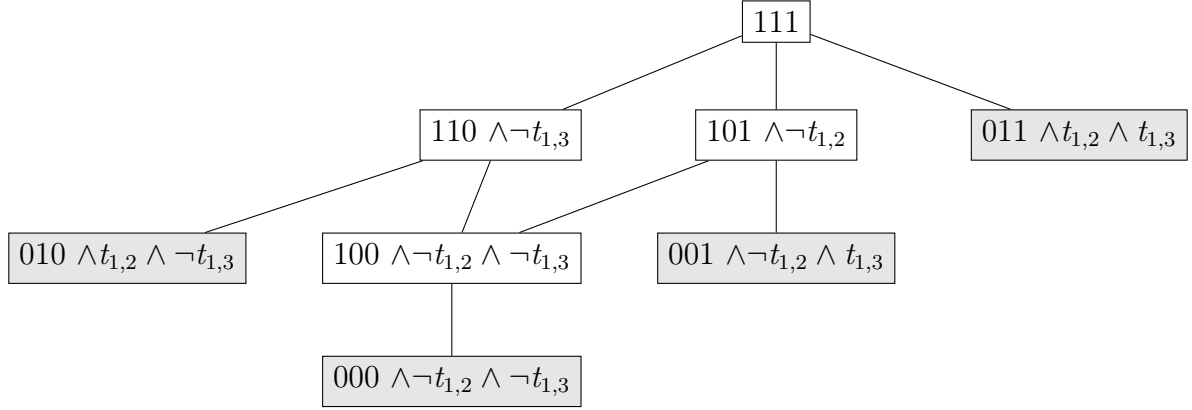 111
110 ∧¬t₁,₃
101 ∧¬t₁,₂
011 ∧t₁,₂ ∧ t₁,₃
010 ∧t₁,₂ ∧ ¬t₁,₃
100 ∧¬t₁,₂ ∧ ¬t₁,₃
001 ∧¬t₁,₂ ∧ t₁,₃
000 ∧¬t₁,₂ ∧ ¬t₁,₃